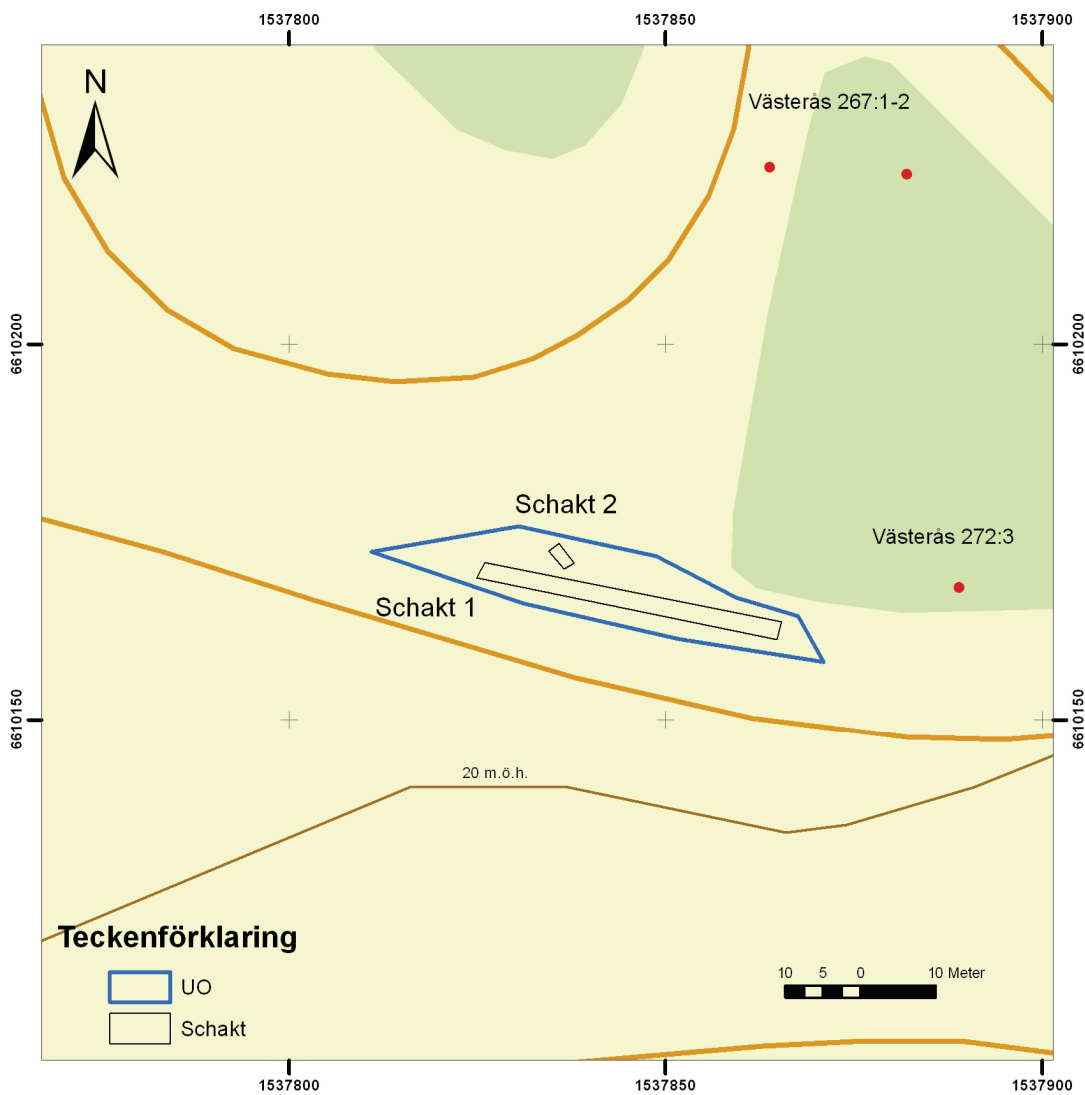 1537800 1537850 1537900
N
Västerås 267:1-2
6610200 6610200
Schakt 2
Västerås 272:3
Schakt 1
6610150 6610150
20 m.ö.h.
Teckenförklaring
10 5 0 10 Meter
UO
Schakt
1537800 1537850 1537900